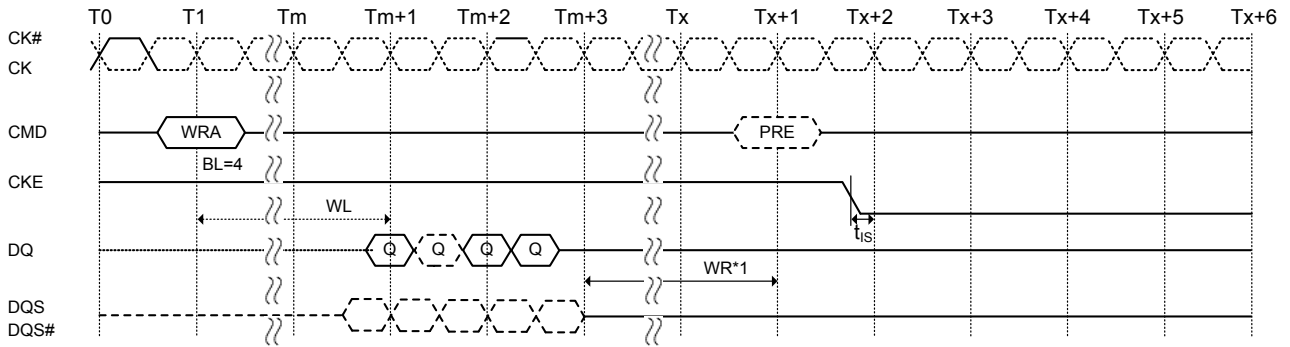 T0 T1 Tm Tm+1 Tm+2 Tm+3 Tx Tx+1 Tx+2 Tx+3 Tx+4 Tx+5 Tx+6
CK#
CK
CMD WRA PRE
BL=4
CKE
WL
tIS
DQ Q Q Q Q
WR*1
DQS
DQS#